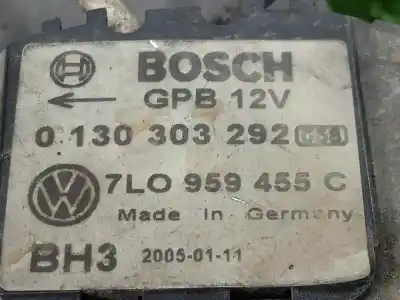 BOSCH
GPB 12V
0 130 303 292
7L0 959 455 C
Made In Germany
BH3 2005-01-11